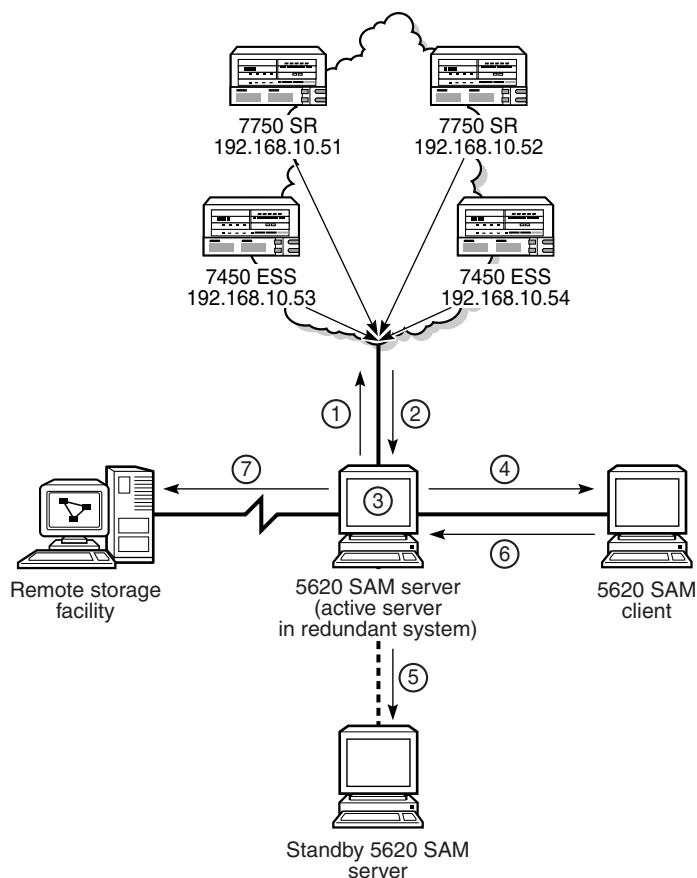 7750 SR
192.168.10.51
7750 SR
192.168.10.52
7450 ESS
192.168.10.53
7450 ESS
192.168.10.54
1
2
7
3
4
6
Remote storage
facility
5620 SAM server
(active server
in redundant system)
5620 SAM
client
5
Standby 5620 SAM
server